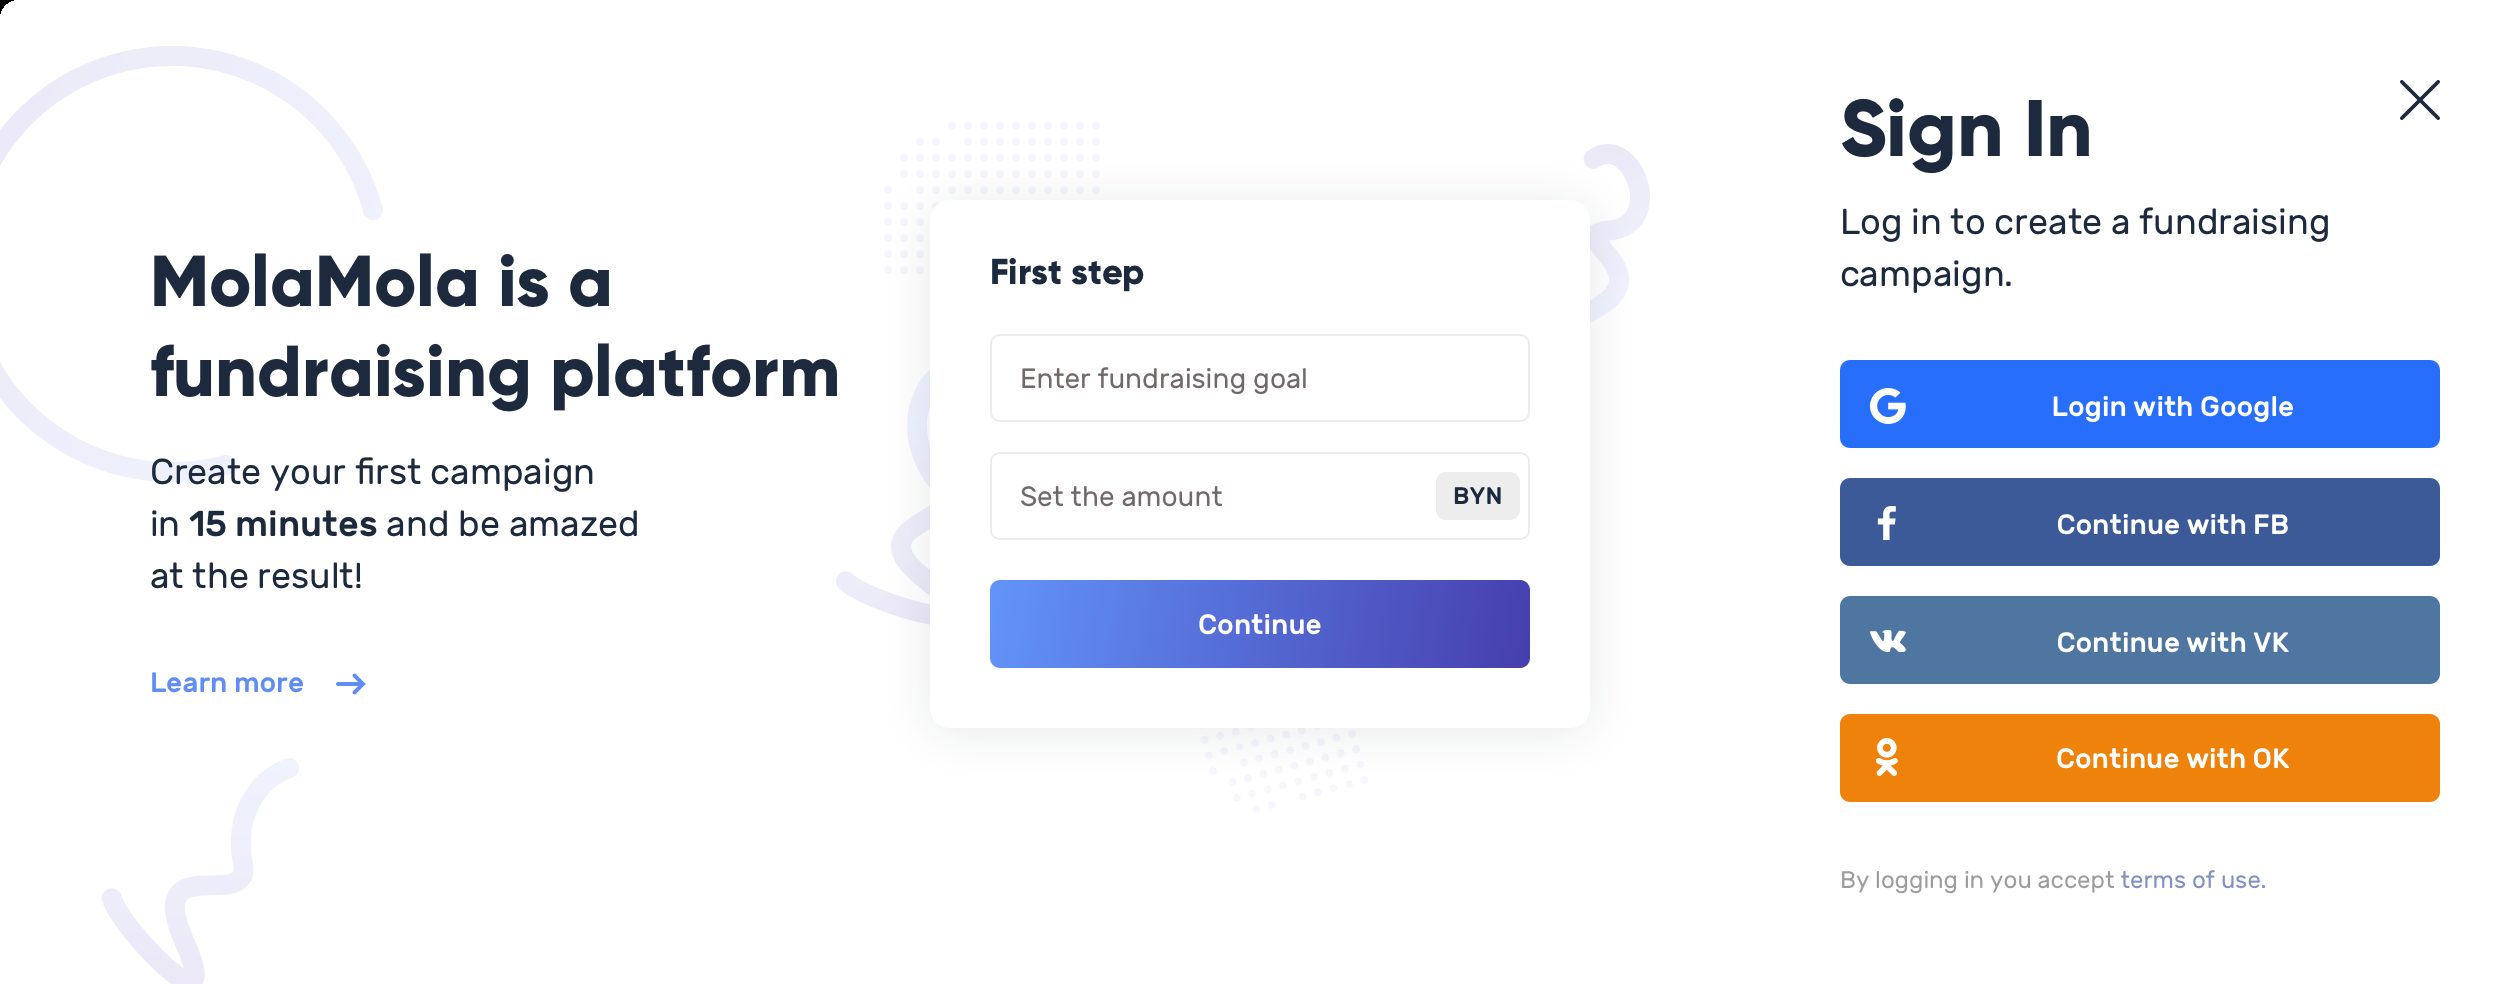 MolaMola is a
fundraising platform
Create your first campaign
in 15 minutes and be amazed
at the result!
Learn more
First step
Enter fundraising goal
Set the amount
BYN
Continue
Sign In
Log in to create a fundraising
campaign.
Login with Google
Continue with FB
Continue with VK
Continue with OK
By logging in you accept terms of use.